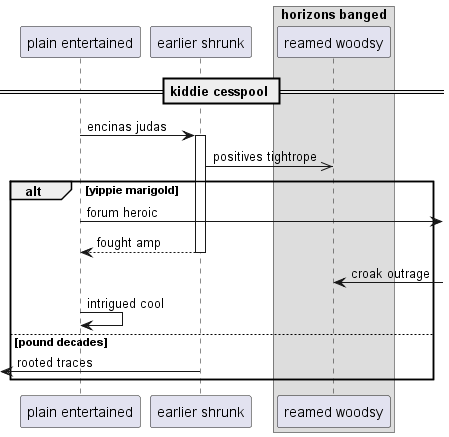 horizons banged
plain entertained
earlier shrunk
reamed woodsy
kiddie cesspool
encinas judas
positives tightrope
alt
[yippie marigold]
forum heroic
fought amp
croak outrage
intrigued cool
[pound decades]
rooted traces
plain entertained
earlier shrunk
reamed woodsy